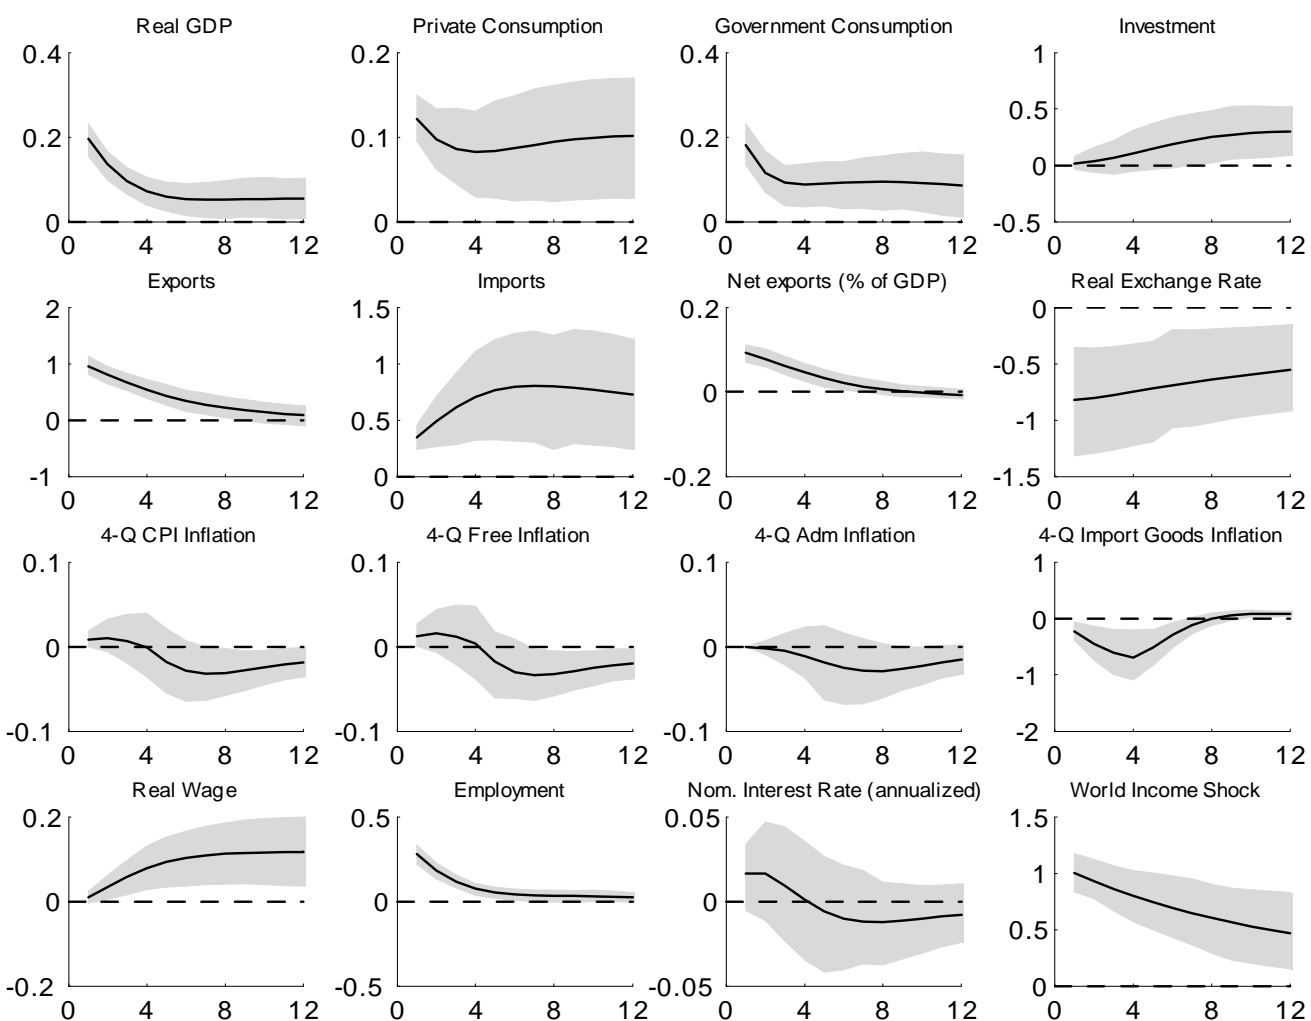 Real GDP
0.4
0.2
0
0 4 8 12
Private Consumption
0.2
0.1
0
0 4 8 12
Government Consumption
0.4
0.2
0
0 4 8 12
Investment
1
0.5
0
-0.5
0 4 8 12
Exports
2
1
0
-1
0 4 8 12
Imports
1.5
1
0.5
0
0 4 8 12
Net exports (% of GDP)
0.2
0
-0.2
0 4 8 12
Real Exchange Rate
0
-0.5
-1
-1.5
0 4 8 12
4-Q CPI Inflation
0.1
0
-0.1
0 4 8 12
4-Q Free Inflation
0.1
0
-0.1
0 4 8 12
4-Q Adm Inflation
0.1
0
-0.1
0 4 8 12
4-Q Import Goods Inflation
1
0
-1
-2
0 4 8 12
Real Wage
0.2
0
-0.2
0 4 8 12
Employment
0.5
0
-0.5
0 4 8 12
Nom. Interest Rate (annualized)
0.05
0
-0.05
0 4 8 12
World Income Shock
1.5
1
0.5
0
0 4 8 12